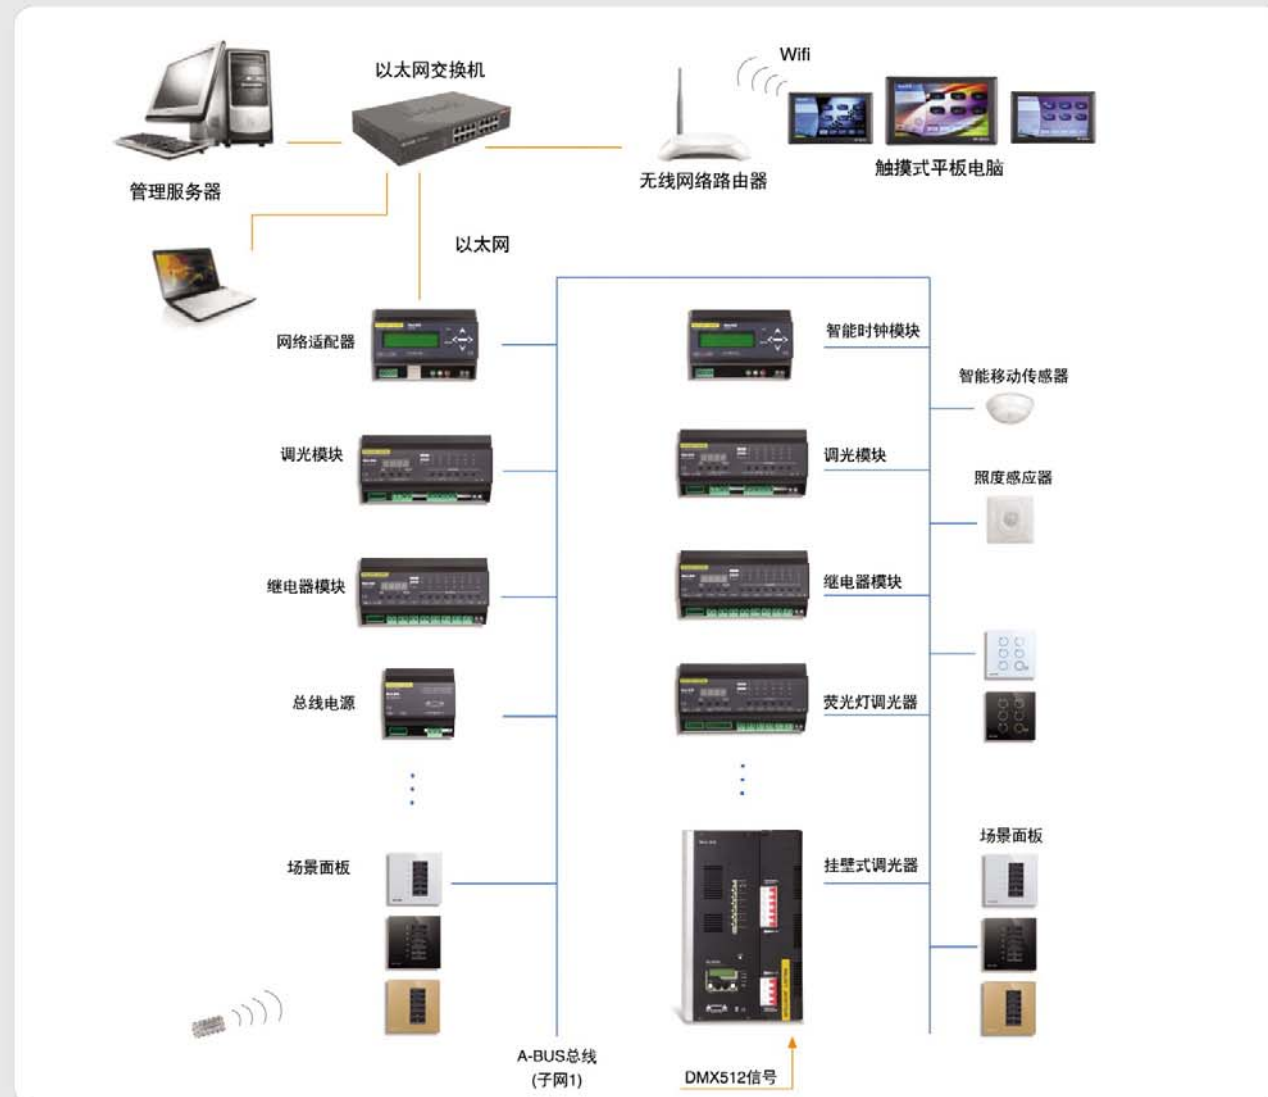 Wifi
以太网交换机
管理服务器
无线网络路由器
触摸式平板电脑
以太网
网络适配器
智能时钟模块
智能移动传感器
调光模块
调光模块
照度感应器
继电器模块
继电器模块
总线电源
荧光灯调光器
场景面板
挂壁式调光器
场景面板
A-BUS总线
(子网1)
DMX512信号